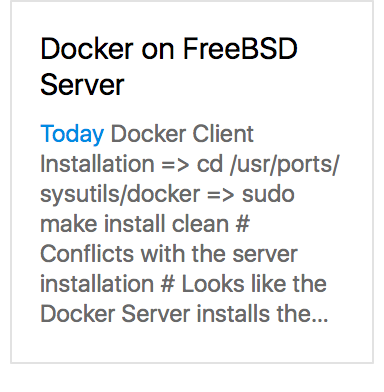 Docker on FreeBSD
Server
Today Docker Client
Installation => cd /usr/ports/
sysutils/docker => sudo
make install clean #
Conflicts with the server
installation # Looks like the
Docker Server installs the...